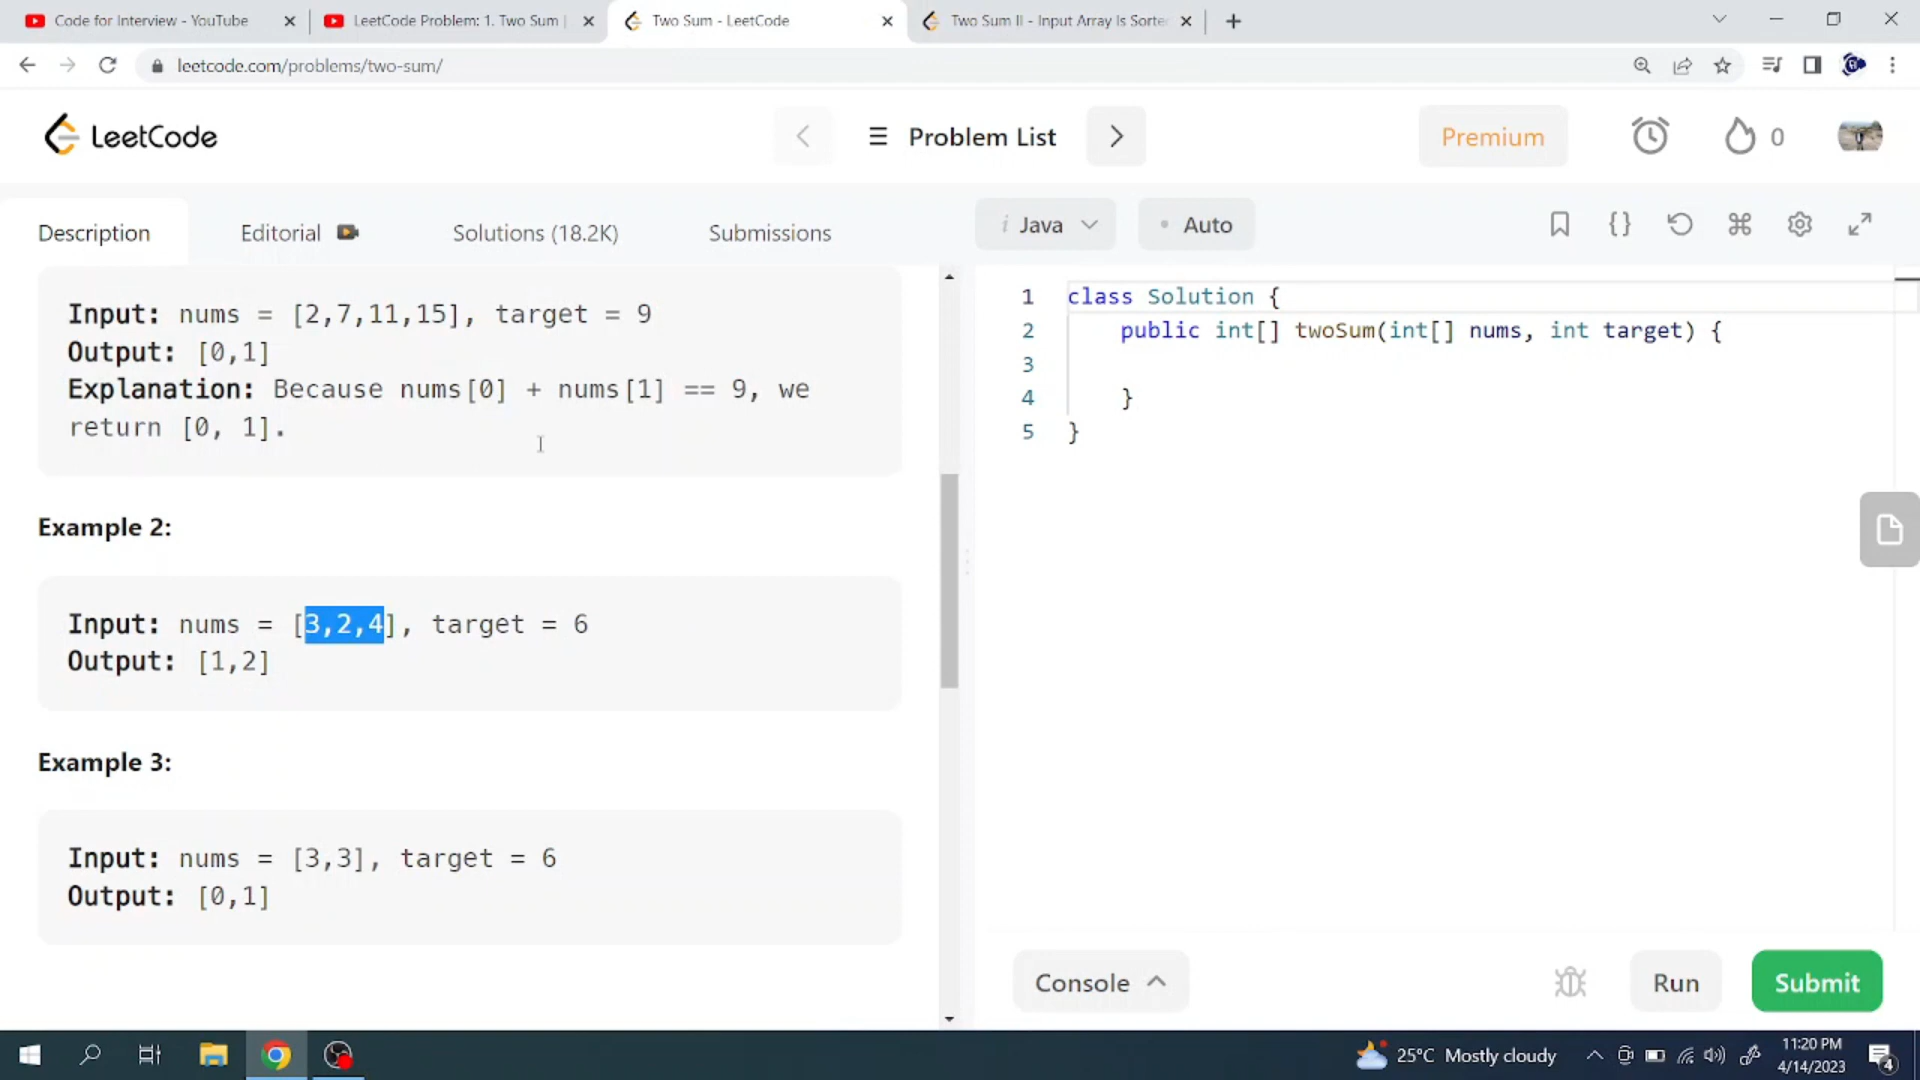 Code for Interview - YouTube
LeetCode Problem: 1. Two Sum |
Two Sum - LeetCode
Two Sum II - Input Array Is Sorte
leetcode.com/problems/two-sum/
LeetCode
Problem List
Premium
0
Description
Editorial
Solutions (18.2K)
Submissions
i Java
Auto
Input: nums = [2,7,11,15], target = 9
Output: [0,1]
Explanation: Because nums[0] + nums[1] == 9, we
return [0, 1].
Example 2:
Input: nums = [3,2,4], target = 6
Output: [1,2]
Example 3:
Input: nums = [3,3], target = 6
Output: [0,1]
1 class Solution {
2 public int[] twoSum(int[] nums, int target) {
3
4 }
5 }
Console
Run
Submit
25°C Mostly cloudy
11:20 PM
4/14/2023
4